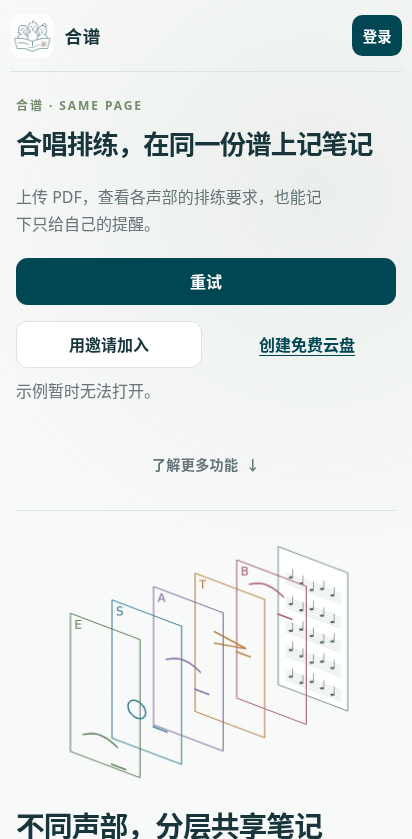 合谱
登录
合谱 · SAME PAGE
合唱排练，在同一份谱上记笔记
上传 PDF，查看各声部的排练要求，也能记
下只给自己的提醒。
重试
用邀请加入
创建免费云盘
示例暂时无法打开。
了解更多功能 ↓
B
T
A
S
E
不同声部，分层共享笔记